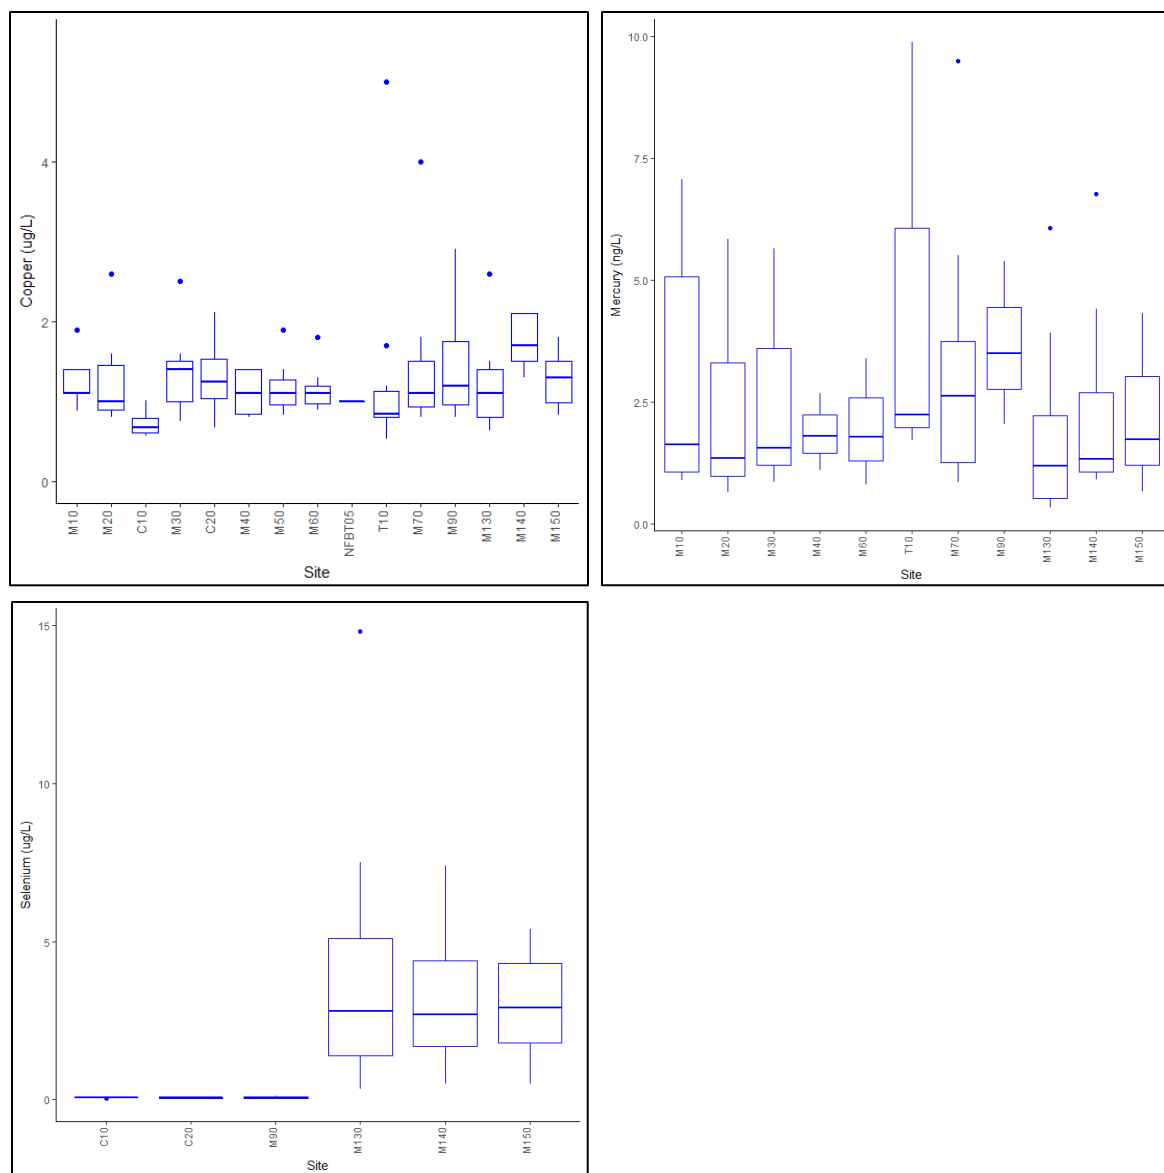 Copper (ug/L)
4
2
0
M10 M20 C10 M30 C20 M40 M50 M60 NFBT05 T10 M70 M90 M130 M140 M150
Site
Mercury (ng/L)
10.0
7.5
5.0
2.5
0.0
M10 M20 M30 M40 M60 T10 M70 M90 M130 M140 M150
Site
Selenium (ug/L)
15
10
5
0
C10 C20 M90 M130 M140 M150
Site